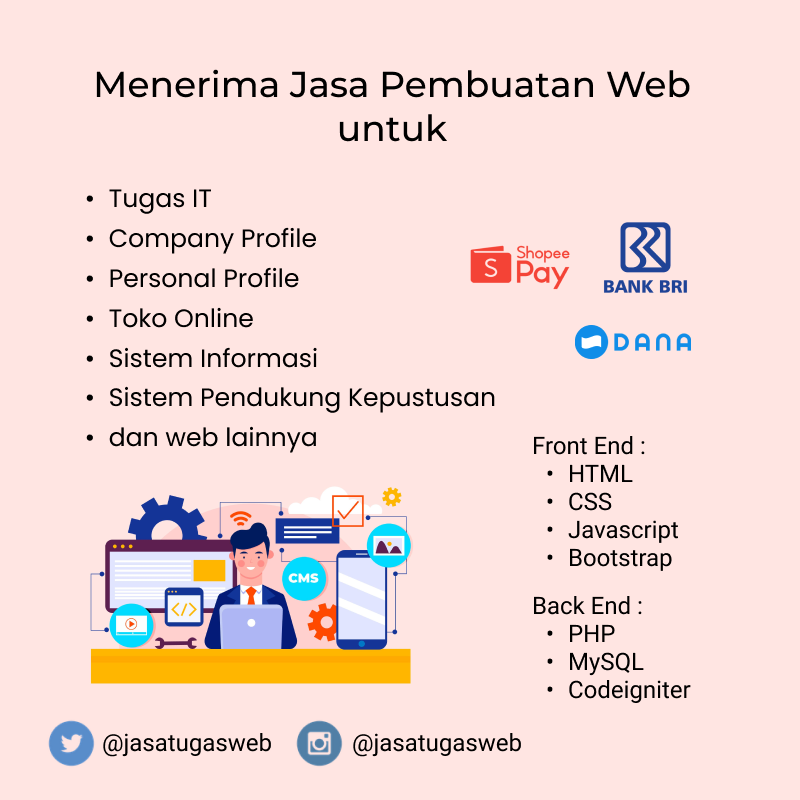 Menerima Jasa Pembuatan Web
untuk
• Tugas IT
• Company Profile
• Personal Profile
• Toko Online
• Sistem Informasi
• Sistem Pendukung Kepustusan
• dan web lainnya
S Shopee
Pay
BANK BRI
DANA
Front End :
• HTML
• CSS
• Javascript
• Bootstrap
Back End :
• PHP
• MySQL
• Codeigniter
CMS
</>
@jasatugasweb
@jasatugasweb